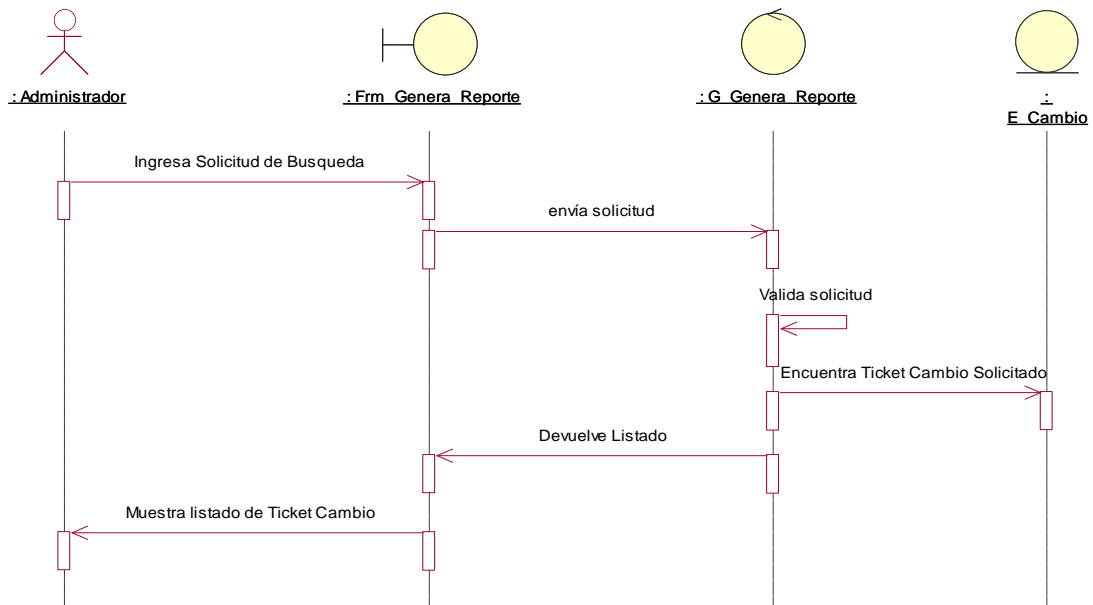 : Administrador
: Frm_Genera_Reporte
: G_Genera_Reporte
:
E_Cambio
Ingresa Solicitud de Busqueda
envía solicitud
Valida solicitud
Encuentra Ticket Cambio Solicitado
Devuelve Listado
Muestra listado de Ticket Cambio